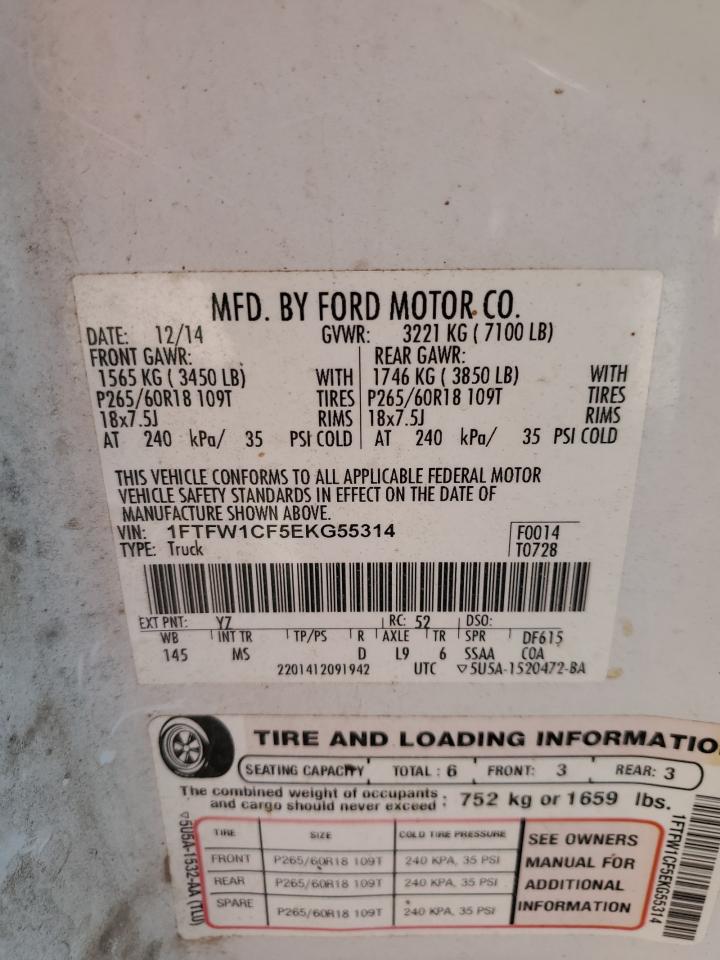 MFD. BY FORD MOTOR CO.
DATE: 12/14 GVWR: 3221 KG ( 7100 LB)
FRONT GAWR: REAR GAWR:
1565 KG ( 3450 LB) WITH 1746 KG ( 3850 LB) WITH
P265/60R18 109T TIRES P265/60R18 109T TIRES
18x7.5J RIMS 18x7.5J RIMS
AT 240 kPa/ 35 PSI COLD AT 240 kPa/ 35 PSI COLD
THIS VEHICLE CONFORMS TO ALL APPLICABLE FEDERAL MOTOR
VEHICLE SAFETY STANDARDS IN EFFECT ON THE DATE OF
MANUFACTURE SHOWN ABOVE.
VIN: 1FTFW1CF5EKG55314 F0014
TYPE: Truck T0728
EXT PNT: YZ RC: 52 DSO:
WB INT TR TP/PS R AXLE TR SPR DF615
145 MS D L9 6 SSAA COA
2201412091942 UTC ▽5U5A-1520472-BA
TIRE AND LOADING INFORMATIO
SEATING CAPACITY TOTAL : 6 FRONT: 3 REAR: 3
The combined weight of occupants
and cargo should never exceed : 752 kg or 1659 lbs.
TIRE SIZE COLD TIRE PRESSURE
FRONT P265/60R18 109T 240 KPA, 35 PSI
REAR P265/60R18 109T 240 KPA, 35 PSI
SPARE P265/60R18 109T 240 KPA, 35 PSI
SEE OWNERS
MANUAL FOR
ADDITIONAL
INFORMATION
▽5U5A-1532-AA (TLU)
1FTFW1CF5EKG55314